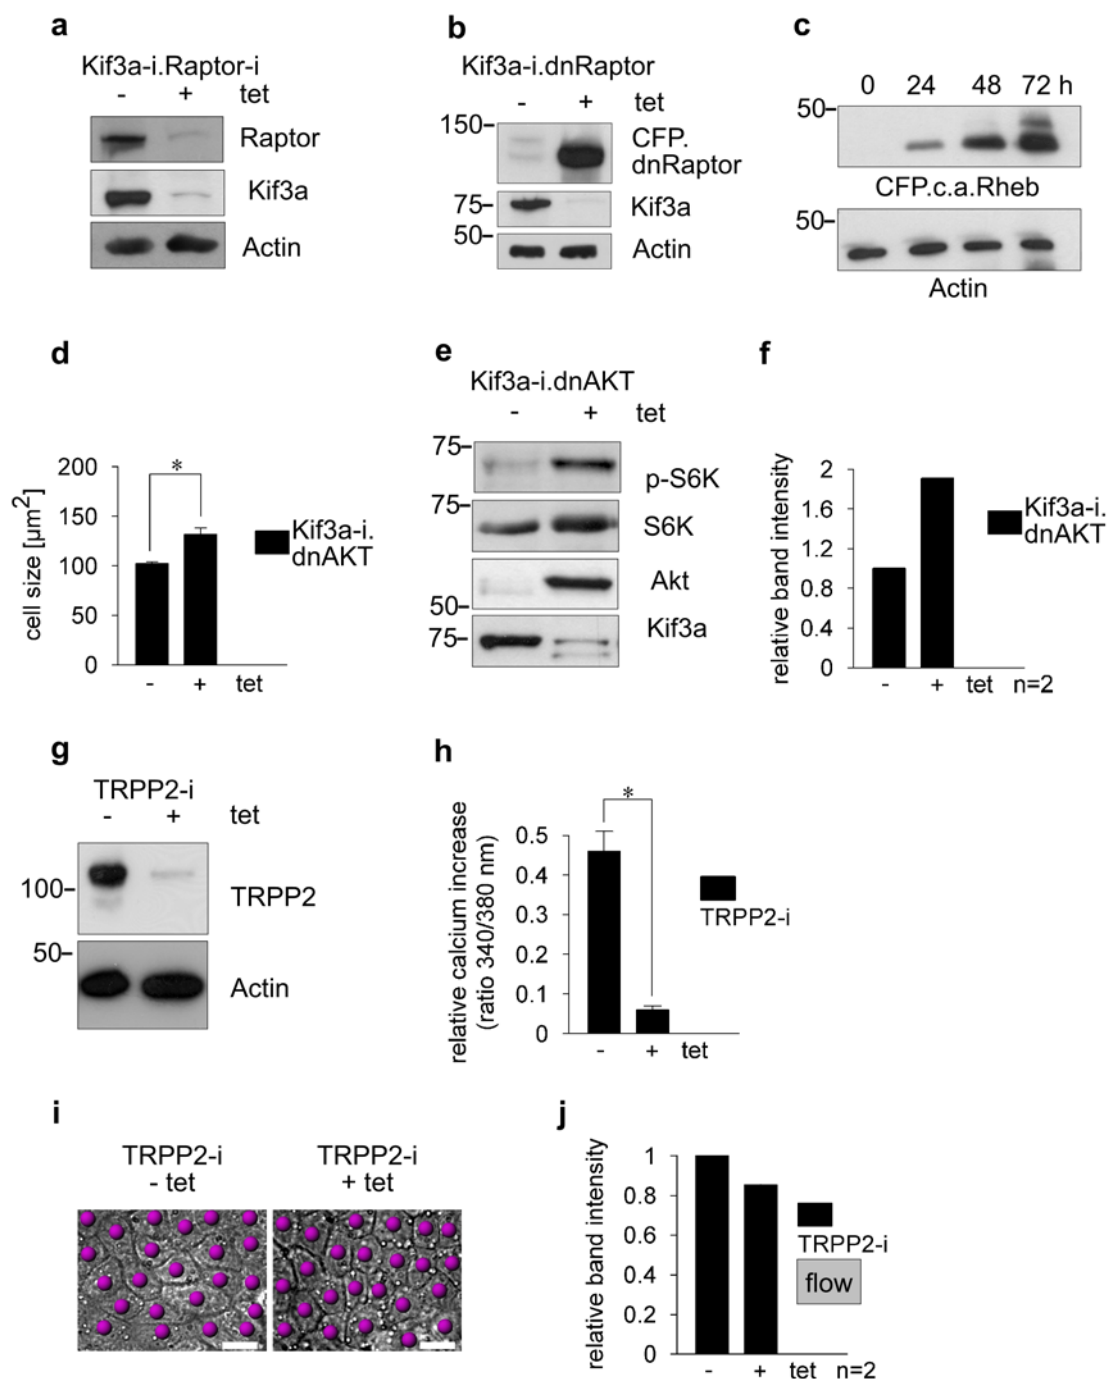 a
Kif3a-i.Raptor-i
- + tet
Raptor
Kif3a
Actin
b
Kif3a-i.dnRaptor
- + tet
150
CFP.
dnRaptor
75
Kif3a
50
Actin
c
0 24 48 72 h
50
CFP.c.a.Rheb
50
Actin
d
cell size [µm²]
200
150
100
50
0
- + tet
*
Kif3a-i.
dnAKT
e
Kif3a-i.dnAKT
- + tet
75
p-S6K
75
S6K
Akt
50
75
Kif3a
f
relative band intensity
2
1.6
1.2
0.8
0.4
0
- + tet n=2
Kif3a-i.
dnAKT
g
TRPP2-i
- + tet
100
TRPP2
50
Actin
h
relative calcium increase
(ratio 340/380 nm)
0.5
0.4
0.3
0.2
0.1
0
- + tet
*
TRPP2-i
i
TRPP2-i
- tet
TRPP2-i
+ tet
j
relative band intensity
1
0.8
0.6
0.4
0.2
0
- + tet n=2
TRPP2-i
flow